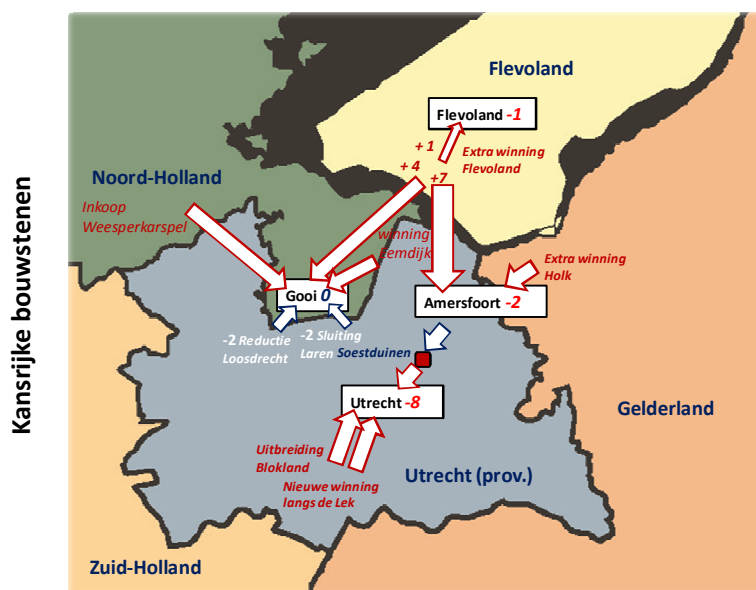 Kansrijke bouwstenen
Flevoland
Flevoland -1
+ 1
Extra winning
Flevoland
+ 4
+7
Noord-Holland
Inkoop
Weesperkarspel
winning
Eemdijk
Extra winning
Holk
Gooi 0
Amersfoort -2
-2 Reductie
Loosdrecht
-2 Sluiting
Laren
Soestduinen
Utrecht -8
Gelderland
Uitbreiding
Blokland
Nieuwe winning
langs de Lek
Utrecht (prov.)
Zuid-Holland